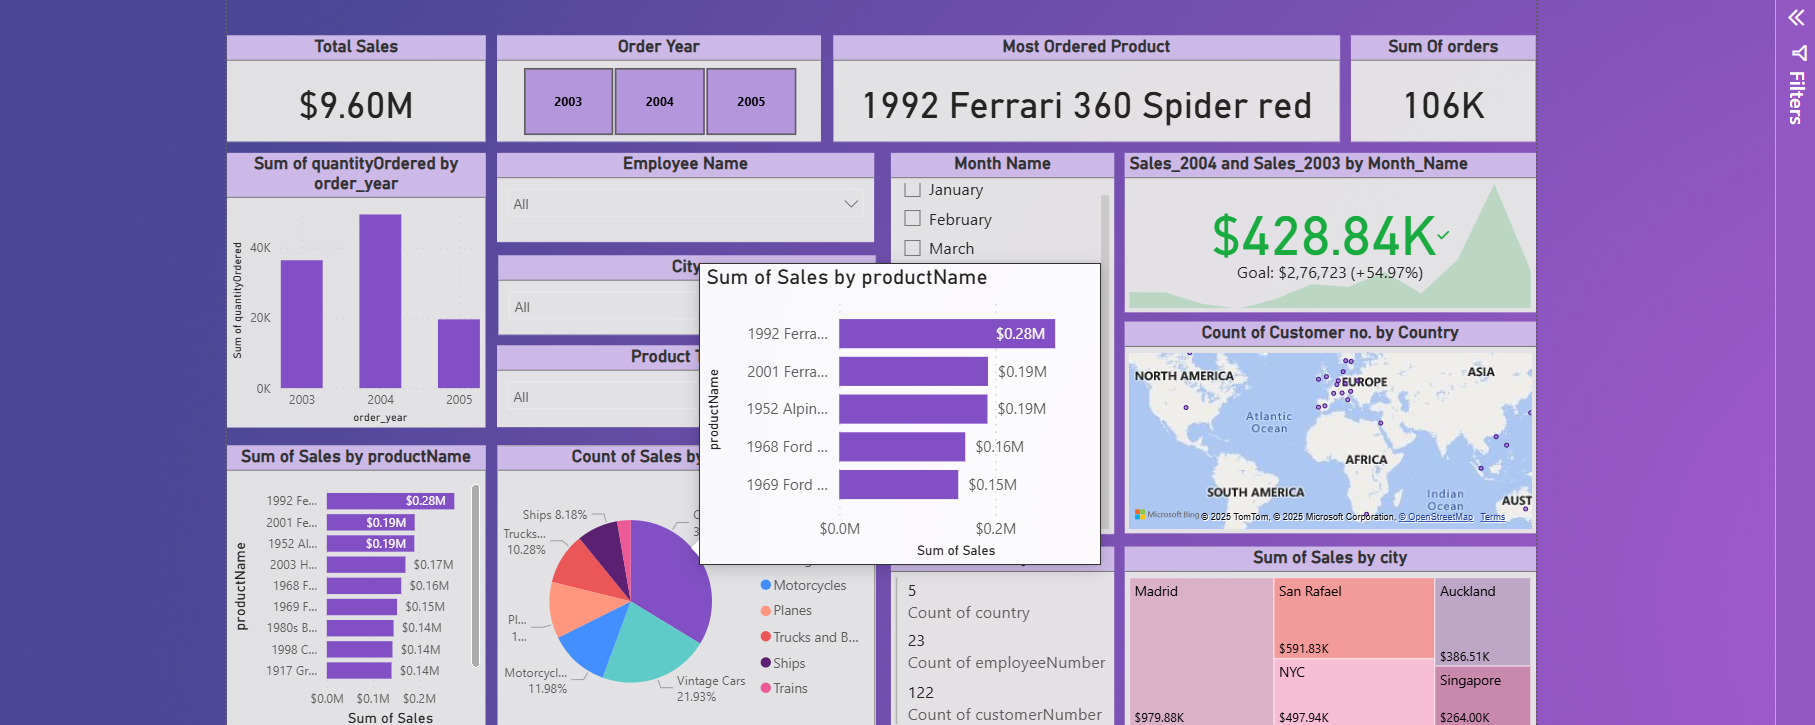 Total Sales
$9.60M
Order Year
2003
2004
2005
Most Ordered Product
1992 Ferrari 360 Spider red
Sum Of orders
106K
Filters
Sum of quantityOrdered by
order_year
Sum of quantityOrdered
40K
20K
0K
2003
2004
2005
order_year
Employee Name
All
City
All
Product T
All
Month Name
January
February
March
Sales_2004 and Sales_2003 by Month_Name
$428.84K
Goal: $2,76,723 (+54.97%)
Sum of Sales by productName
productName
1992 Ferra...
$0.28M
2001 Ferra...
$0.19M
1952 Alpin...
$0.19M
1968 Ford ...
$0.16M
1969 Ford ...
$0.15M
$0.0M
$0.2M
Sum of Sales
Count of Customer no. by Country
NORTH AMERICA
EUROPE
ASIA
Atlantic
Ocean
AFRICA
SOUTH AMERICA
Indian
Ocean
AUST
Microsoft Bing
© 2025 TomTom, © 2025 Microsoft Corporation, © OpenStreetMap Terms
Sum of Sales by productName
productName
1992 Fe...
$0.28M
2001 Fe...
$0.19M
1952 Al...
$0.19M
2003 H...
$0.17M
1968 F...
$0.16M
1969 F...
$0.15M
1980s B...
$0.14M
1998 C...
$0.14M
1917 Gr...
$0.14M
$0.0M
$0.1M
$0.2M
Sum of Sales
Count of Sales by
Ships 8.18%
Trucks...
10.28%
Pl...
1...
Motorcycl...
11.98%
Vintage Cars
21.93%
Motorcycles
Planes
Trucks and B...
Ships
Trains
5
Count of country
23
Count of employeeNumber
122
Count of customerNumber
Sum of Sales by city
Madrid
$979.88K
San Rafael
$591.83K
NYC
$497.94K
Auckland
$386.51K
Singapore
$264.00K